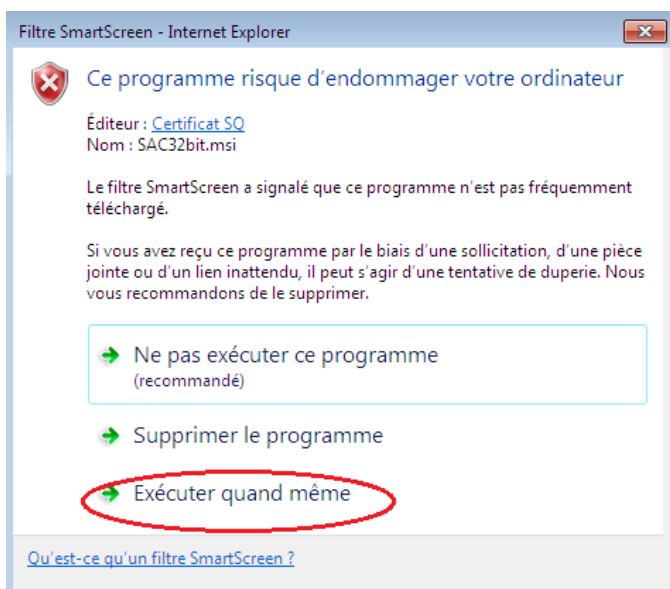 Filtre SmartScreen - Internet Explorer
Ce programme risque d'endommager votre ordinateur
Éditeur : Certificat SQ
Nom : SAC32bit.msi
Le filtre SmartScreen a signalé que ce programme n'est pas fréquemment
téléchargé.
Si vous avez reçu ce programme par le biais d'une sollicitation, d'une pièce
jointe ou d'un lien inattendu, il peut s'agir d'une tentative de duperie. Nous
vous recommandons de le supprimer.
Ne pas exécuter ce programme
(recommandé)
Supprimer le programme
Exécuter quand même
Qu'est-ce qu'un filtre SmartScreen ?